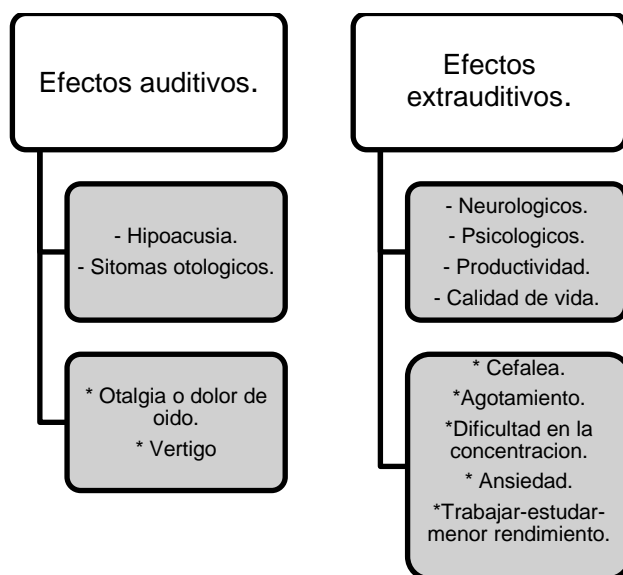 Efectos auditivos.
- Hipoacusia.
- Sitomas otologicos.
* Otalgia o dolor de
oido.
* Vertigo
Efectos
extrauditivos.
- Neurologicos.
- Psicologicos.
- Productividad.
- Calidad de vida.
* Cefalea.
*Agotamiento.
*Dificultad en la
concentracion.
* Ansiedad.
*Trabajar-estudar-
menor rendimiento.